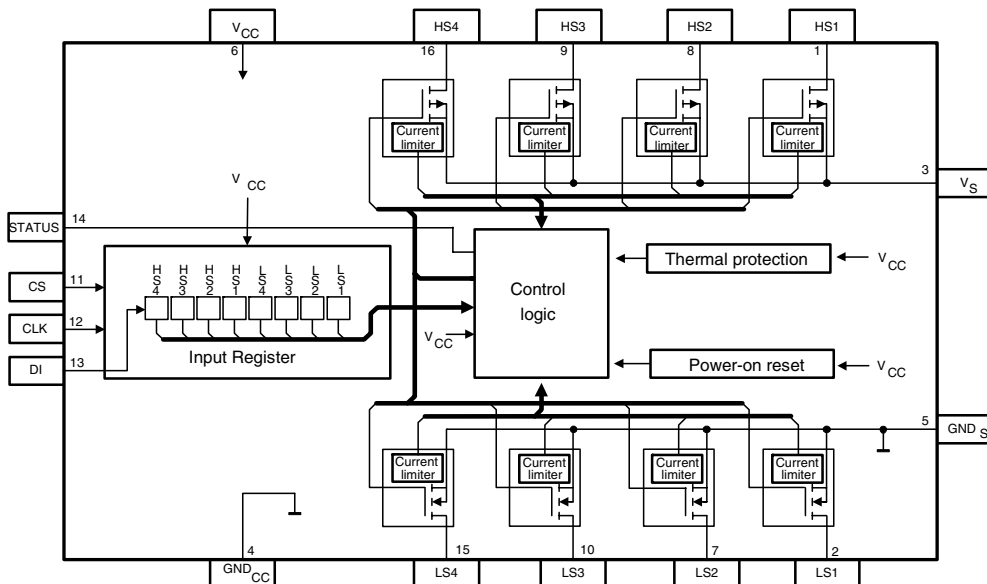 VCC
HS4
HS3
HS2
HS1
6
16
9
8
1
Current limiter
Current limiter
Current limiter
Current limiter
3
VS
VCC
STATUS
14
HS4
HS3
HS2
HS1
LS4
LS3
LS2
LS1
Input Register
CS
11
CLK
12
DI
13
Control logic
VCC
Thermal protection
VCC
Power-on reset
VCC
5
GNDS
Current limiter
Current limiter
Current limiter
Current limiter
4
15
10
7
2
GNDCC
LS4
LS3
LS2
LS1